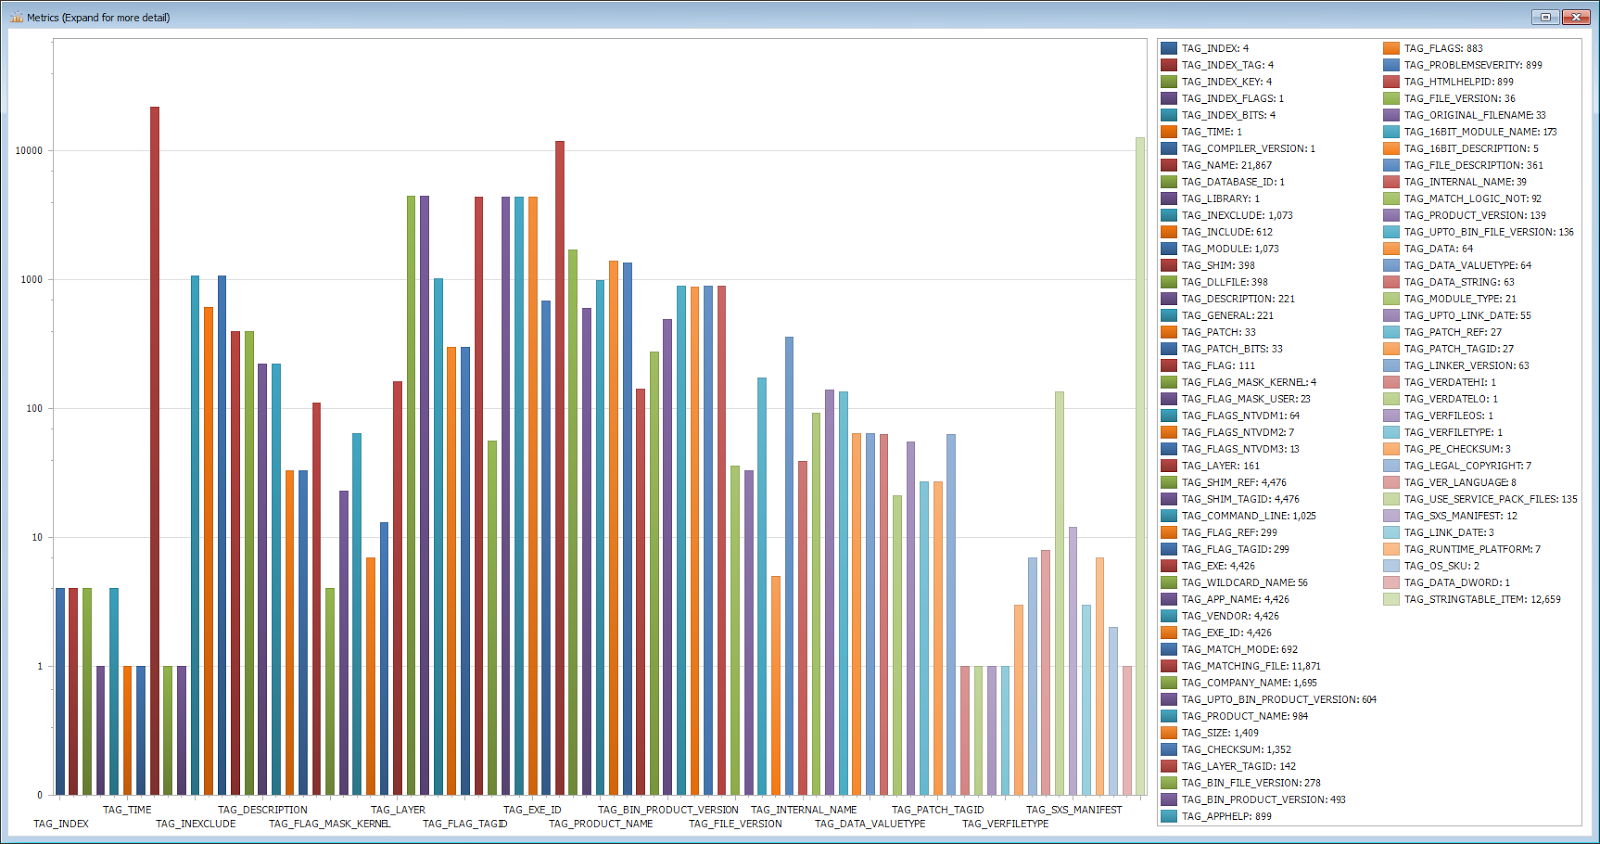 Metrics (Expand for more detail)
10000
1000
100
10
1
0
TAG_TIME
TAG_DESCRIPTION
TAG_LAYER
TAG_EXE_ID
TAG_BIN_PRODUCT_VERSION
TAG_INTERNAL_NAME
TAG_PATCH_TAGID
TAG_SXS_MANIFEST
TAG_INDEX
TAG_INEXCLUDE
TAG_FLAG_MASK_KERNEL
TAG_FLAG_TAGID
TAG_PRODUCT_NAME
TAG_FILE_VERSION
TAG_DATA_VALUETYPE
TAG_VERFILETYPE
TAG_INDEX: 4
TAG_INDEX_TAG: 4
TAG_INDEX_KEY: 4
TAG_INDEX_FLAGS: 1
TAG_INDEX_BITS: 4
TAG_TIME: 1
TAG_COMPILER_VERSION: 1
TAG_NAME: 21,867
TAG_DATABASE_ID: 1
TAG_LIBRARY: 1
TAG_INEXCLUDE: 1,073
TAG_INCLUDE: 612
TAG_MODULE: 1,073
TAG_SHIM: 398
TAG_DLLFILE: 398
TAG_DESCRIPTION: 221
TAG_GENERAL: 221
TAG_PATCH: 33
TAG_PATCH_BITS: 33
TAG_FLAG: 111
TAG_FLAG_MASK_KERNEL: 4
TAG_FLAG_MASK_USER: 23
TAG_FLAGS_NTVDM1: 64
TAG_FLAGS_NTVDM2: 7
TAG_FLAGS_NTVDM3: 13
TAG_LAYER: 161
TAG_SHIM_REF: 4,476
TAG_SHIM_TAGID: 4,476
TAG_COMMAND_LINE: 1,025
TAG_FLAG_REF: 299
TAG_FLAG_TAGID: 299
TAG_EXE: 4,426
TAG_WILDCARD_NAME: 56
TAG_APP_NAME: 4,426
TAG_VENDOR: 4,426
TAG_EXE_ID: 4,426
TAG_MATCH_MODE: 692
TAG_MATCHING_FILE: 11,871
TAG_COMPANY_NAME: 1,695
TAG_UPTO_BIN_PRODUCT_VERSION: 604
TAG_PRODUCT_NAME: 984
TAG_SIZE: 1,409
TAG_CHECKSUM: 1,352
TAG_LAYER_TAGID: 142
TAG_BIN_FILE_VERSION: 278
TAG_BIN_PRODUCT_VERSION: 493
TAG_APPHELP: 899
TAG_FLAGS: 883
TAG_PROBLEMSEVERITY: 899
TAG_HTMLHELPID: 899
TAG_FILE_VERSION: 36
TAG_ORIGINAL_FILENAME: 33
TAG_16BIT_MODULE_NAME: 173
TAG_16BIT_DESCRIPTION: 5
TAG_FILE_DESCRIPTION: 361
TAG_INTERNAL_NAME: 39
TAG_MATCH_LOGIC_NOT: 92
TAG_PRODUCT_VERSION: 139
TAG_UPTO_BIN_FILE_VERSION: 136
TAG_DATA: 64
TAG_DATA_VALUETYPE: 64
TAG_DATA_STRING: 63
TAG_MODULE_TYPE: 21
TAG_UPTO_LINK_DATE: 55
TAG_PATCH_REF: 27
TAG_PATCH_TAGID: 27
TAG_LINKER_VERSION: 63
TAG_VERDATEHI: 1
TAG_VERDATELO: 1
TAG_VERFILEOS: 1
TAG_VERFILETYPE: 1
TAG_PE_CHECKSUM: 3
TAG_LEGAL_COPYRIGHT: 7
TAG_VER_LANGUAGE: 8
TAG_USE_SERVICE_PACK_FILES: 135
TAG_SXS_MANIFEST: 12
TAG_LINK_DATE: 3
TAG_RUNTIME_PLATFORM: 7
TAG_OS_SKU: 2
TAG_DATA_DWORD: 1
TAG_STRINGTABLE_ITEM: 12,659